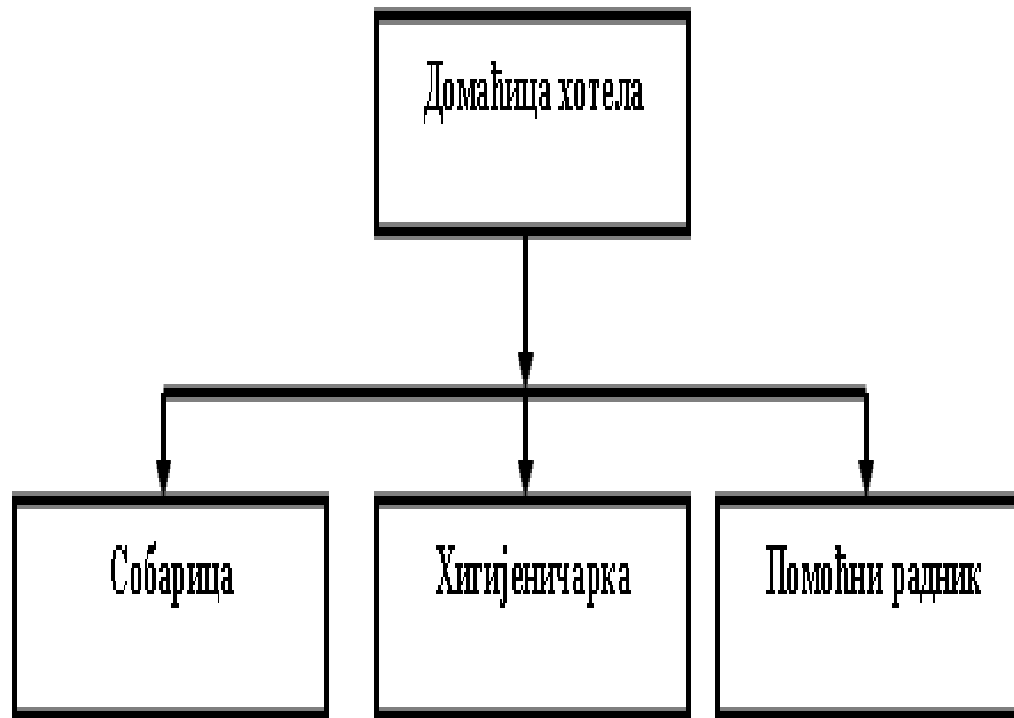 Домаћица хотела
Собарица
Хигијеничарка
Помоћни радник